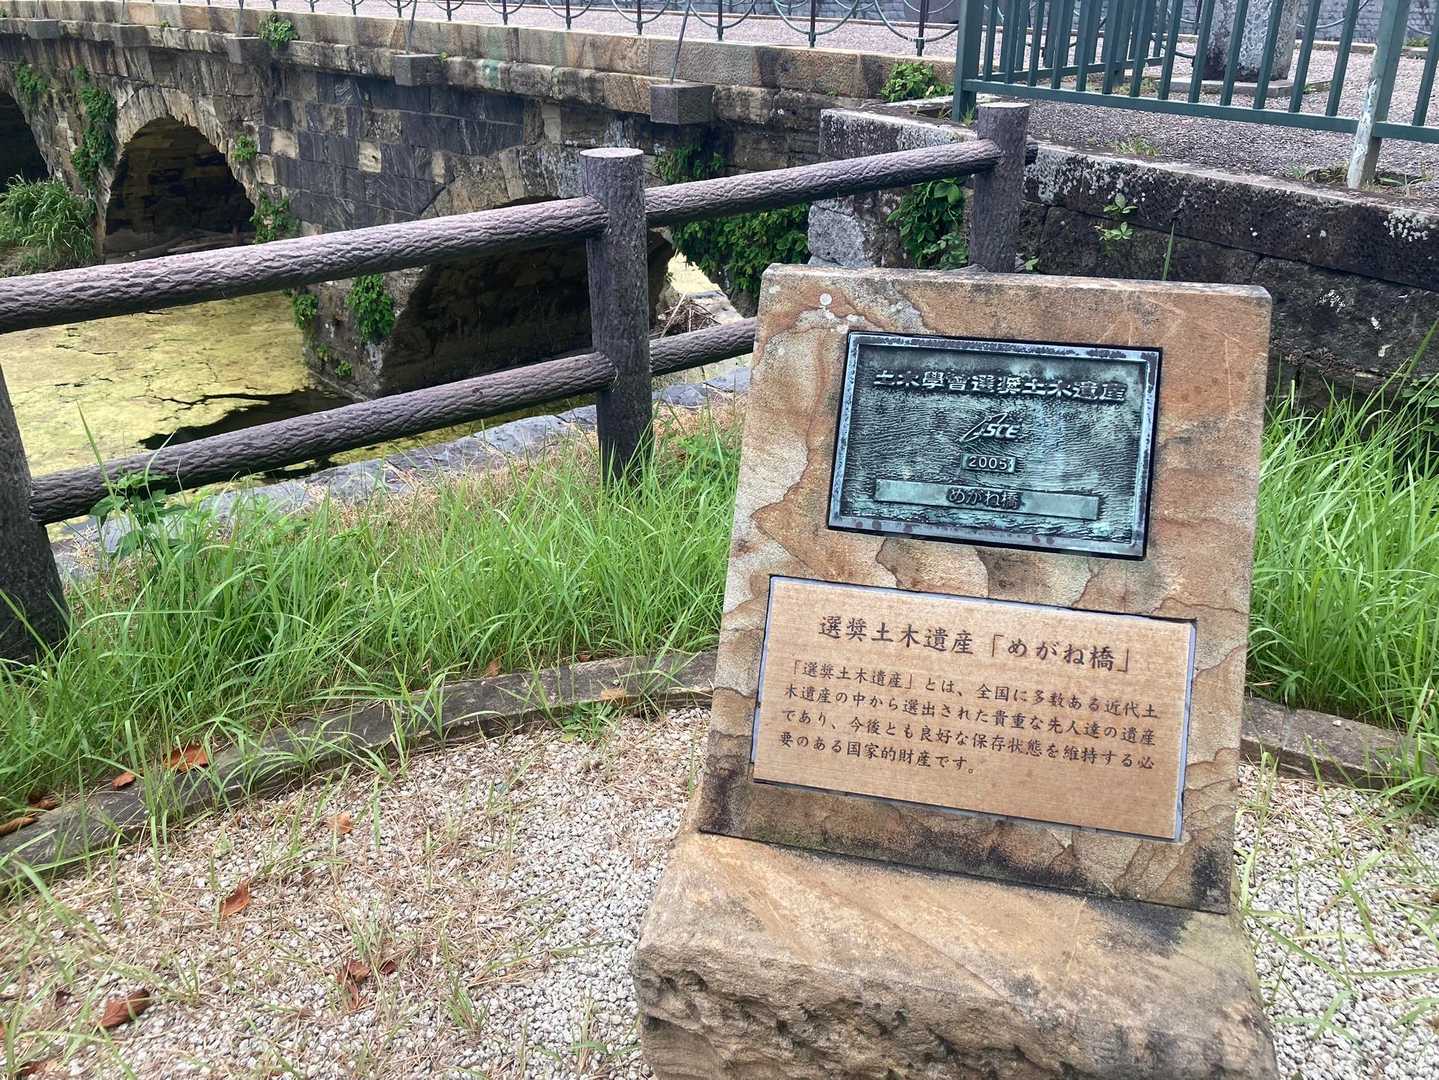 土木學會選奨土木遺産
JSCE
2005
めがね橋
選奨土木遺産「めがね橋」
「選奨土木遺産」とは、全国に多数ある近代土
木遺産の中から選出された貴重な先人達の遺産
であり、今後とも良好な保存状態を維持する必
要のある国家的財産です。